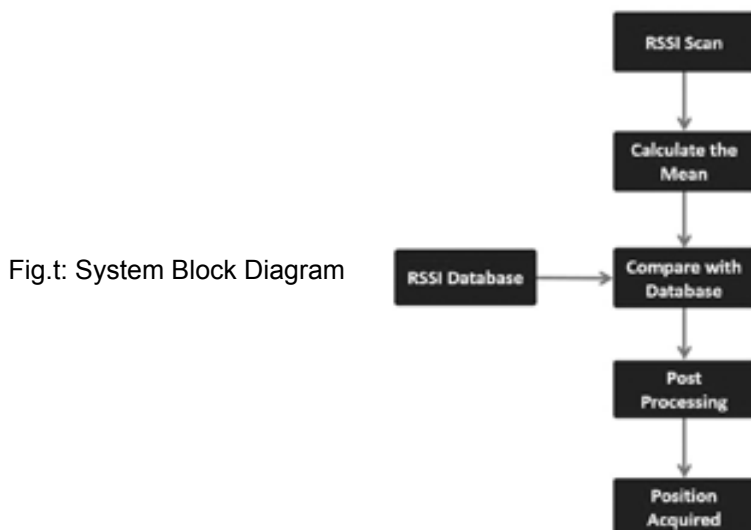 RSSI Scan
Calculate the
Mean
Fig.t: System Block Diagram
RSSI Database
Compare with
Database
Post
Processing
Position
Acquired